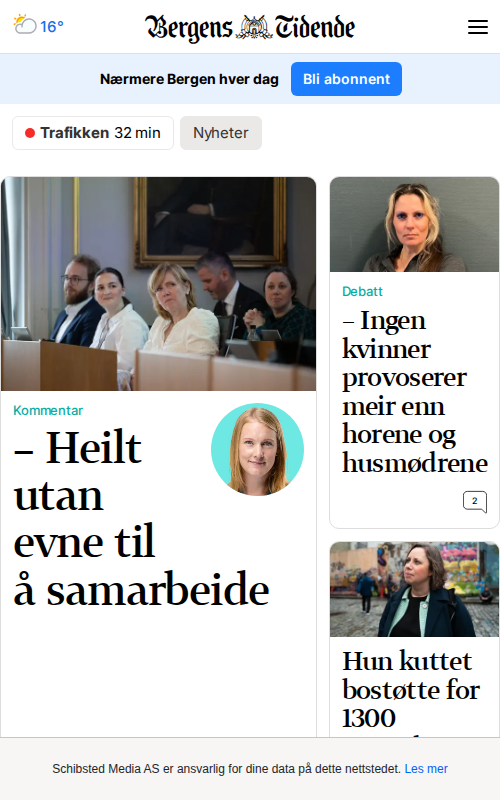 16°
Bergens Tidende
Nærmere Bergen hver dag
Bli abonnent
Trafikken 32 min
Nyheter
Kommentar
– Heilt
utan
evne til
å samarbeide
Debatt
– Ingen
kvinner
provoserer
meir enn
horene og
husmødrene
2
Hun kuttet
bostøtte for
1300
Schibsted Media AS er ansvarlig for dine data på dette nettstedet. Les mer